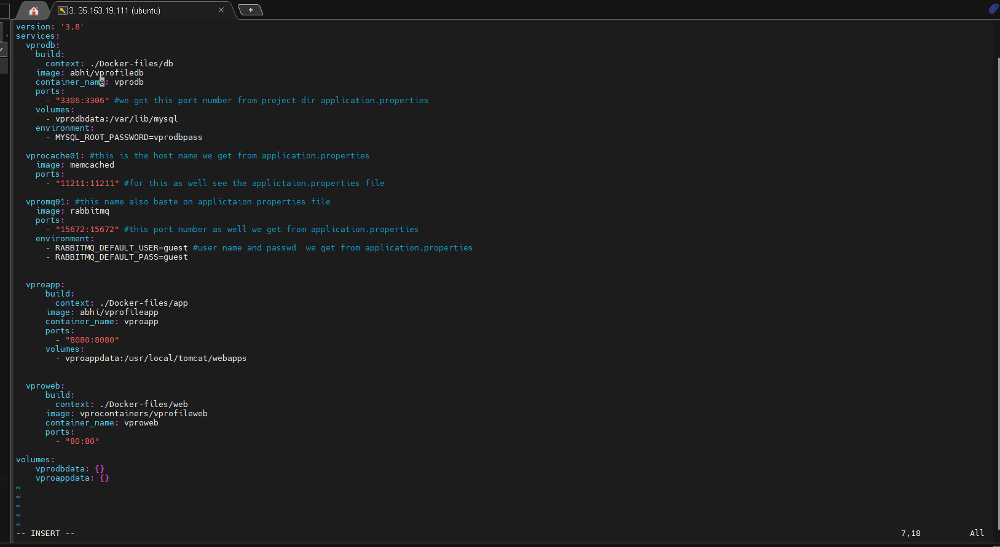 3. 35.153.19.111 (ubuntu)
version: '3.8'
services:
  vprodb:
    build:
      context: ./Docker-files/db
    image: abhi/vprofiledb
    container_name: vprodb
    ports:
      - "3306:3306" #we get this port number from project dir application.properties
    volumes:
      - vprodbdata:/var/lib/mysql
    environment:
      - MYSQL_ROOT_PASSWORD=vprodbpass

  vprocache01: #this is the host name we get from application.properties
    image: memcached
    ports:
      - "11211:11211" #for this as well see the applictaion.properties file

  vpromq01: #this name also baste on applictaion properties file
    image: rabbitmq
    ports:
      - "15672:15672" #this port number as well we get from application.properties
    environment:
      - RABBITMQ_DEFAULT_USER=guest #user name and passwd  we get from application.properties
      - RABBITMQ_DEFAULT_PASS=guest


  vproapp:
      build:
        context: ./Docker-files/app
      image: abhi/vprofileapp
      container_name: vproapp
      ports:
        - "8080:8080"
      volumes:
        - vproappdata:/usr/local/tomcat/webapps


  vproweb:
      build:
        context: ./Docker-files/web
      image: vprocontainers/vprofileweb
      container_name: vproweb
      ports:
        - "80:80"

volumes:
    vprodbdata: {}
    vproappdata: {}
~
~
~
~
~
-- INSERT -- 7,18 All